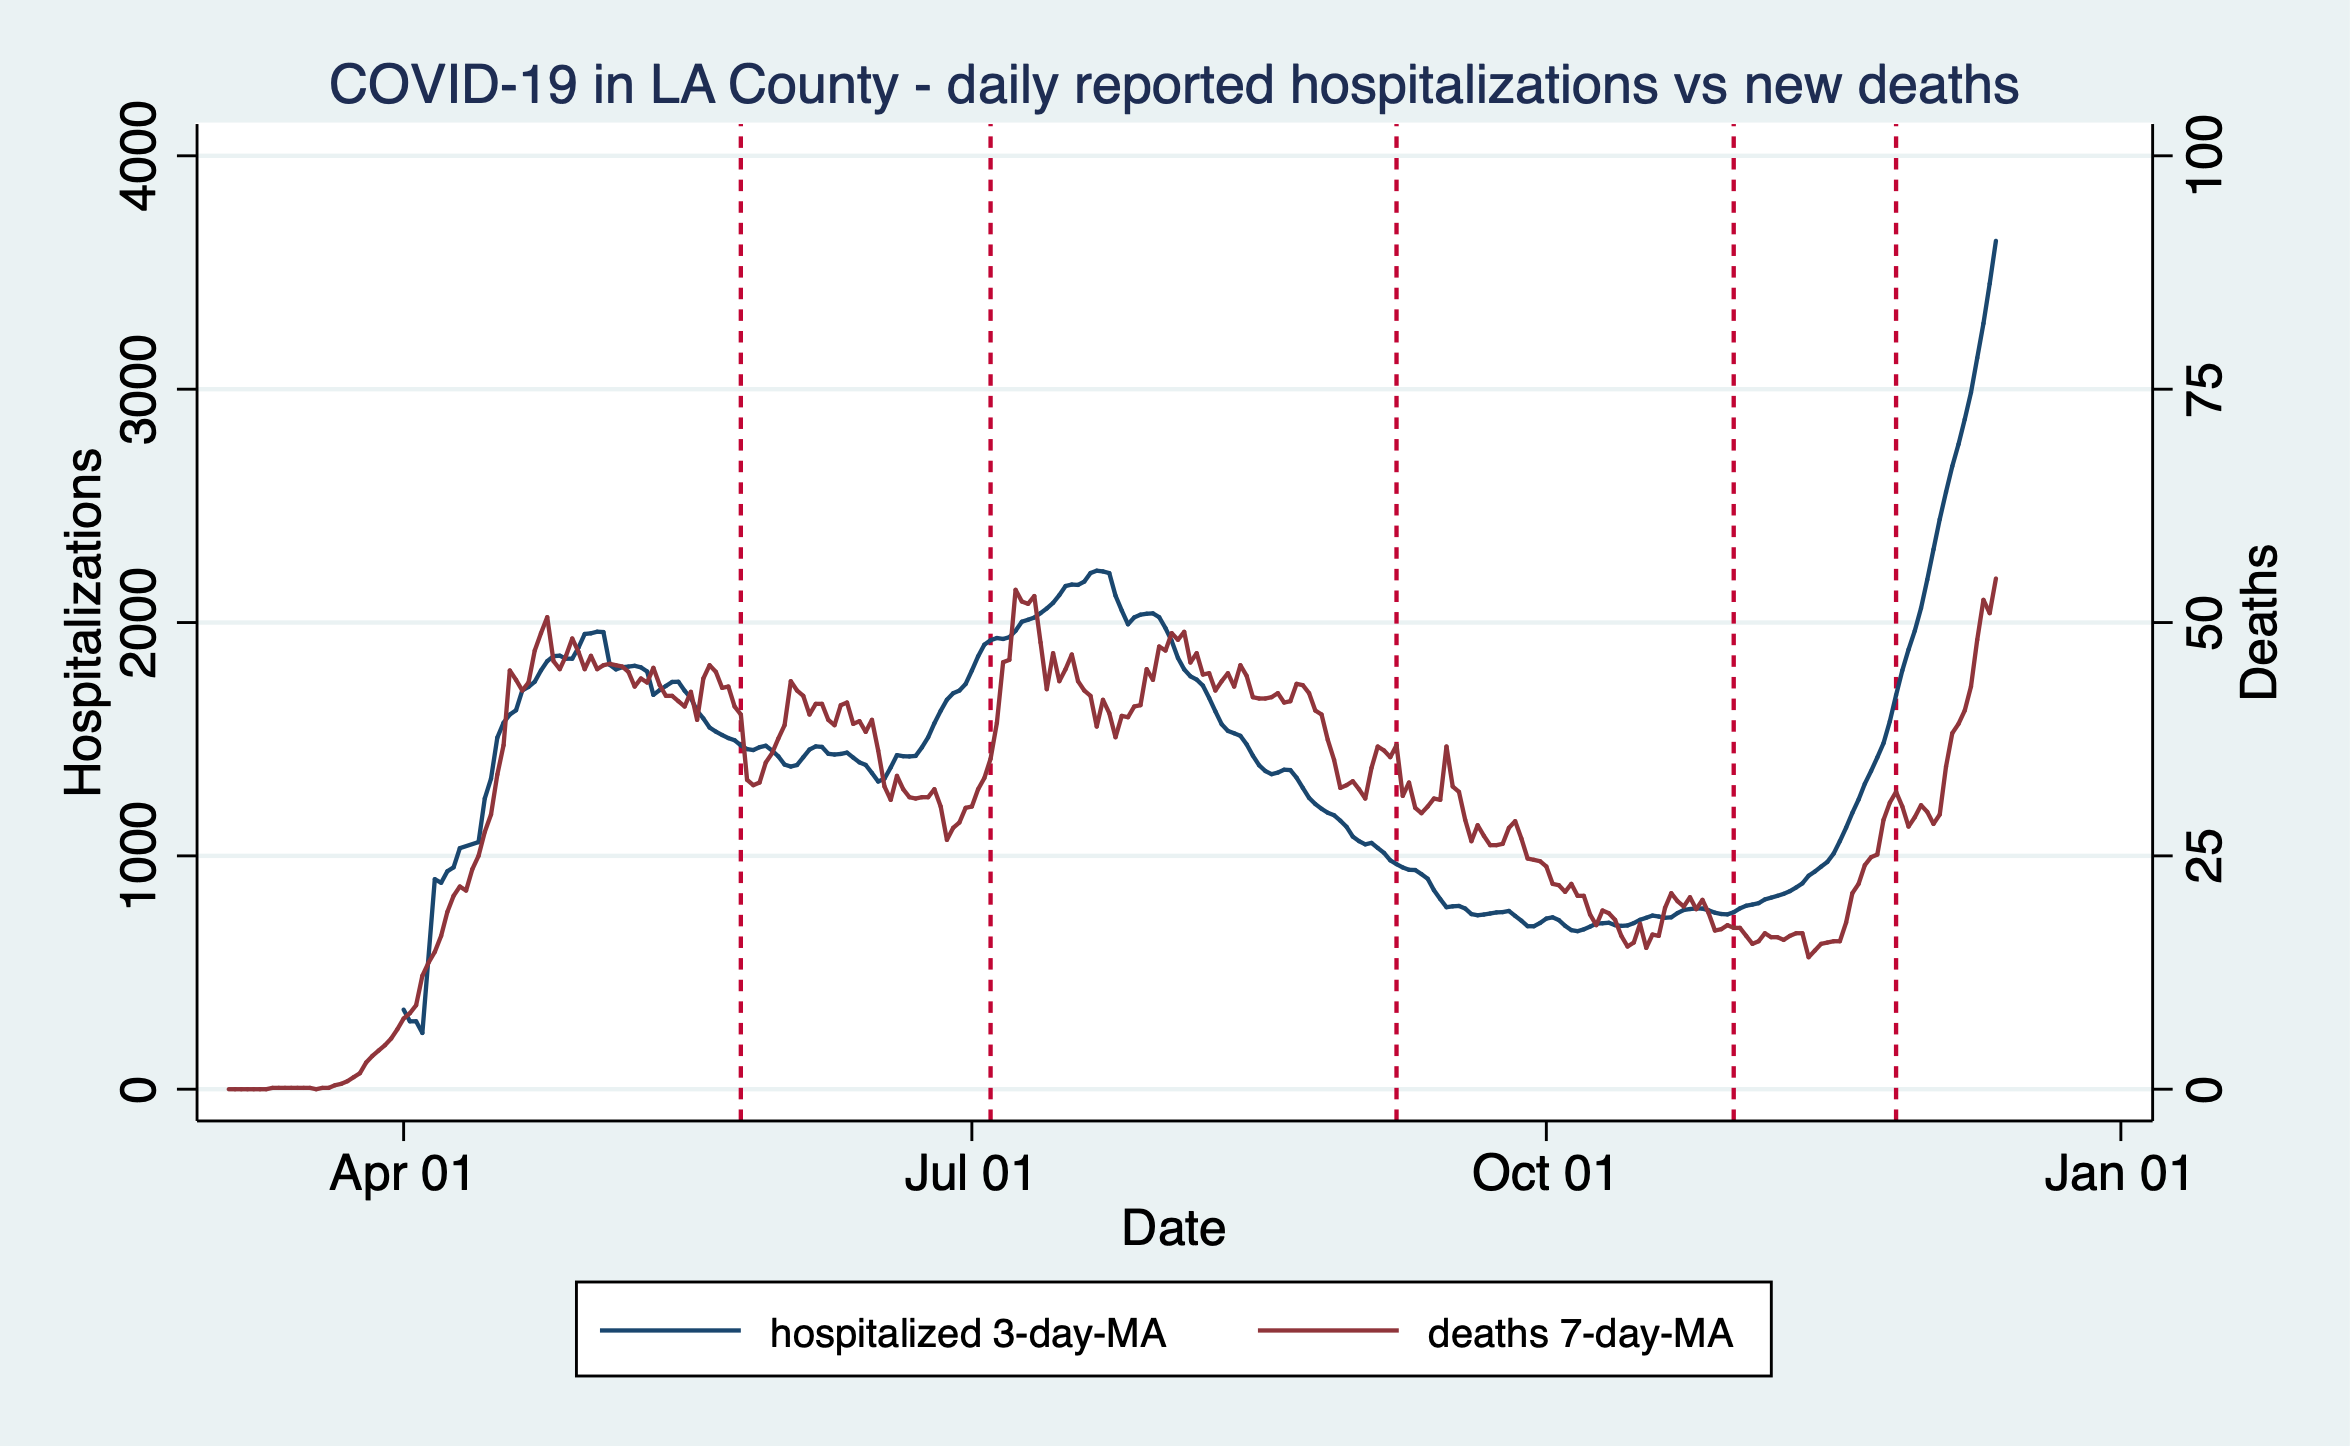 COVID-19 in LA County - daily reported hospitalizations vs new deaths
Hospitalizations
4000
3000
2000
1000
0
100
75
50
25
0
Deaths
Apr 01
Jul 01
Oct 01
Jan 01
Date
hospitalized 3-day-MA
deaths 7-day-MA